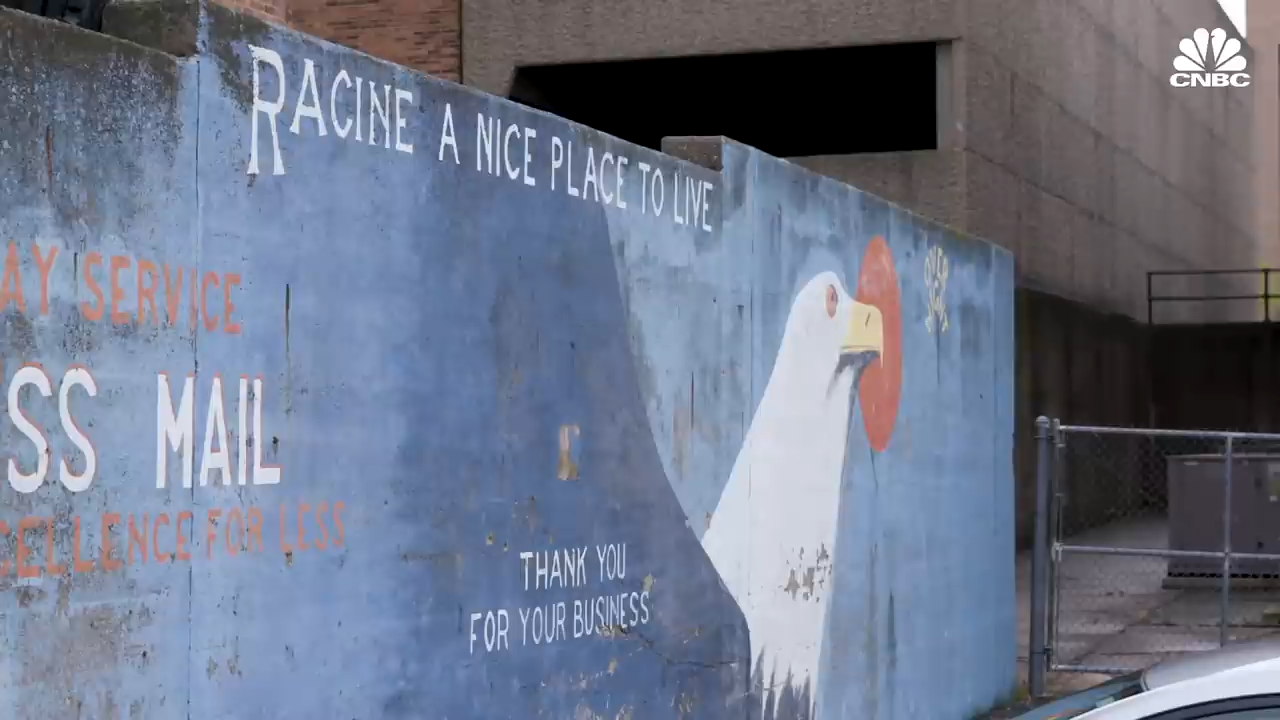 RACINE A NICE PLACE TO LIVE
AY SERVICE
SS MAIL
CELLENCE FOR LESS
THANK YOU
FOR YOUR BUSINESS
CNBC